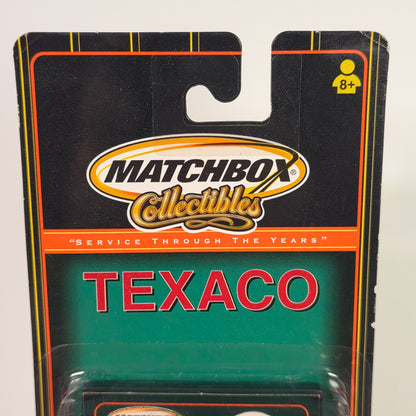 8+
MATCHBOX®
Collectibles
"SERVICE THROUGH THE YEARS"
TEXACO